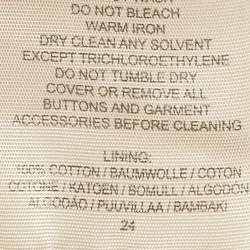 WASH
DO NOT BLEACH
WARM IRON
DRY CLEAN ANY SOLVENT
EXCEPT TRICHLOROETHYLENE
DO NOT TUMBLE DRY
COVER OR REMOVE ALL
BUTTONS AND GARMENT
ACCESSORIES BEFORE CLEANING
LINING:
100% COTTON / BAUMWOLLE / COTON
COTONE / KATOEN / BOMULL / ALGODON
ALGODÃO / PUUVILLAA / BAMBAKI
24